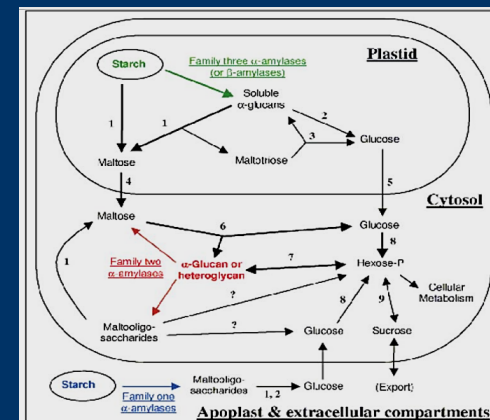 Plastid
Starch
Family three α-amylases
(or β-amylases)
Soluble
α-glucans
2
1
1
3
Glucose
Maltose
Maltotriose
4
5
Cytosol
Maltose
6
Glucose
Family two
α-amylases
α-Glucan or
heteroglycan
7
8
Hexose-P
1
?
Cellular
Metabolism
Maltooligo-
saccharides
?
8
9
Glucose
Sucrose
Starch
Family one
α-amylases
Maltooligo-
saccharides
1, 2
Glucose
(Export)
Apoplast & extracellular compartments